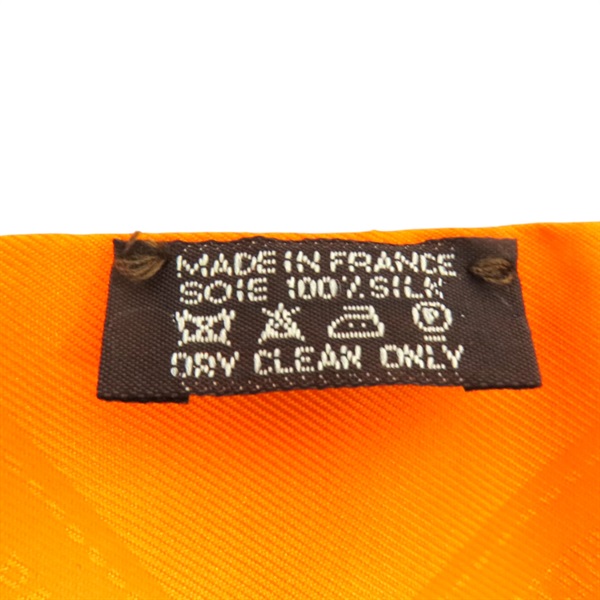 MADE IN FRANCE
SOIE 100% SILK
P
DRY CLEAN ONLY